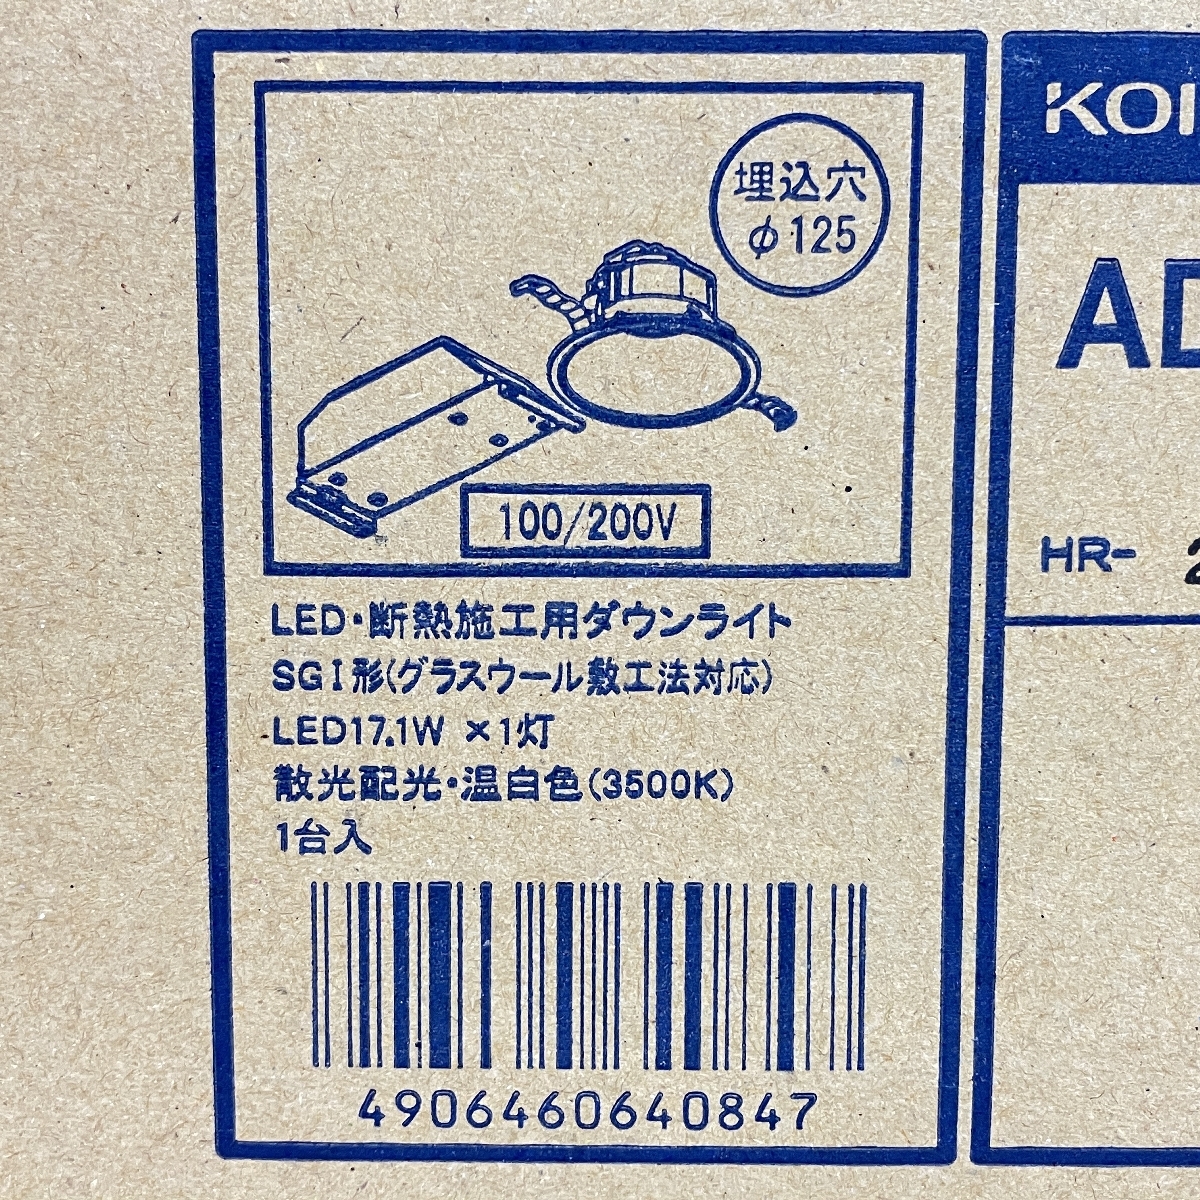 埋込穴
φ125
100/200V
LED・断熱施工用ダウンライト
SGI形(グラスウール敷工法対応)
LED17.1W ×1灯
散光配光・温白色(3500K)
1台入
4906460640847
KOI
AD
HR-